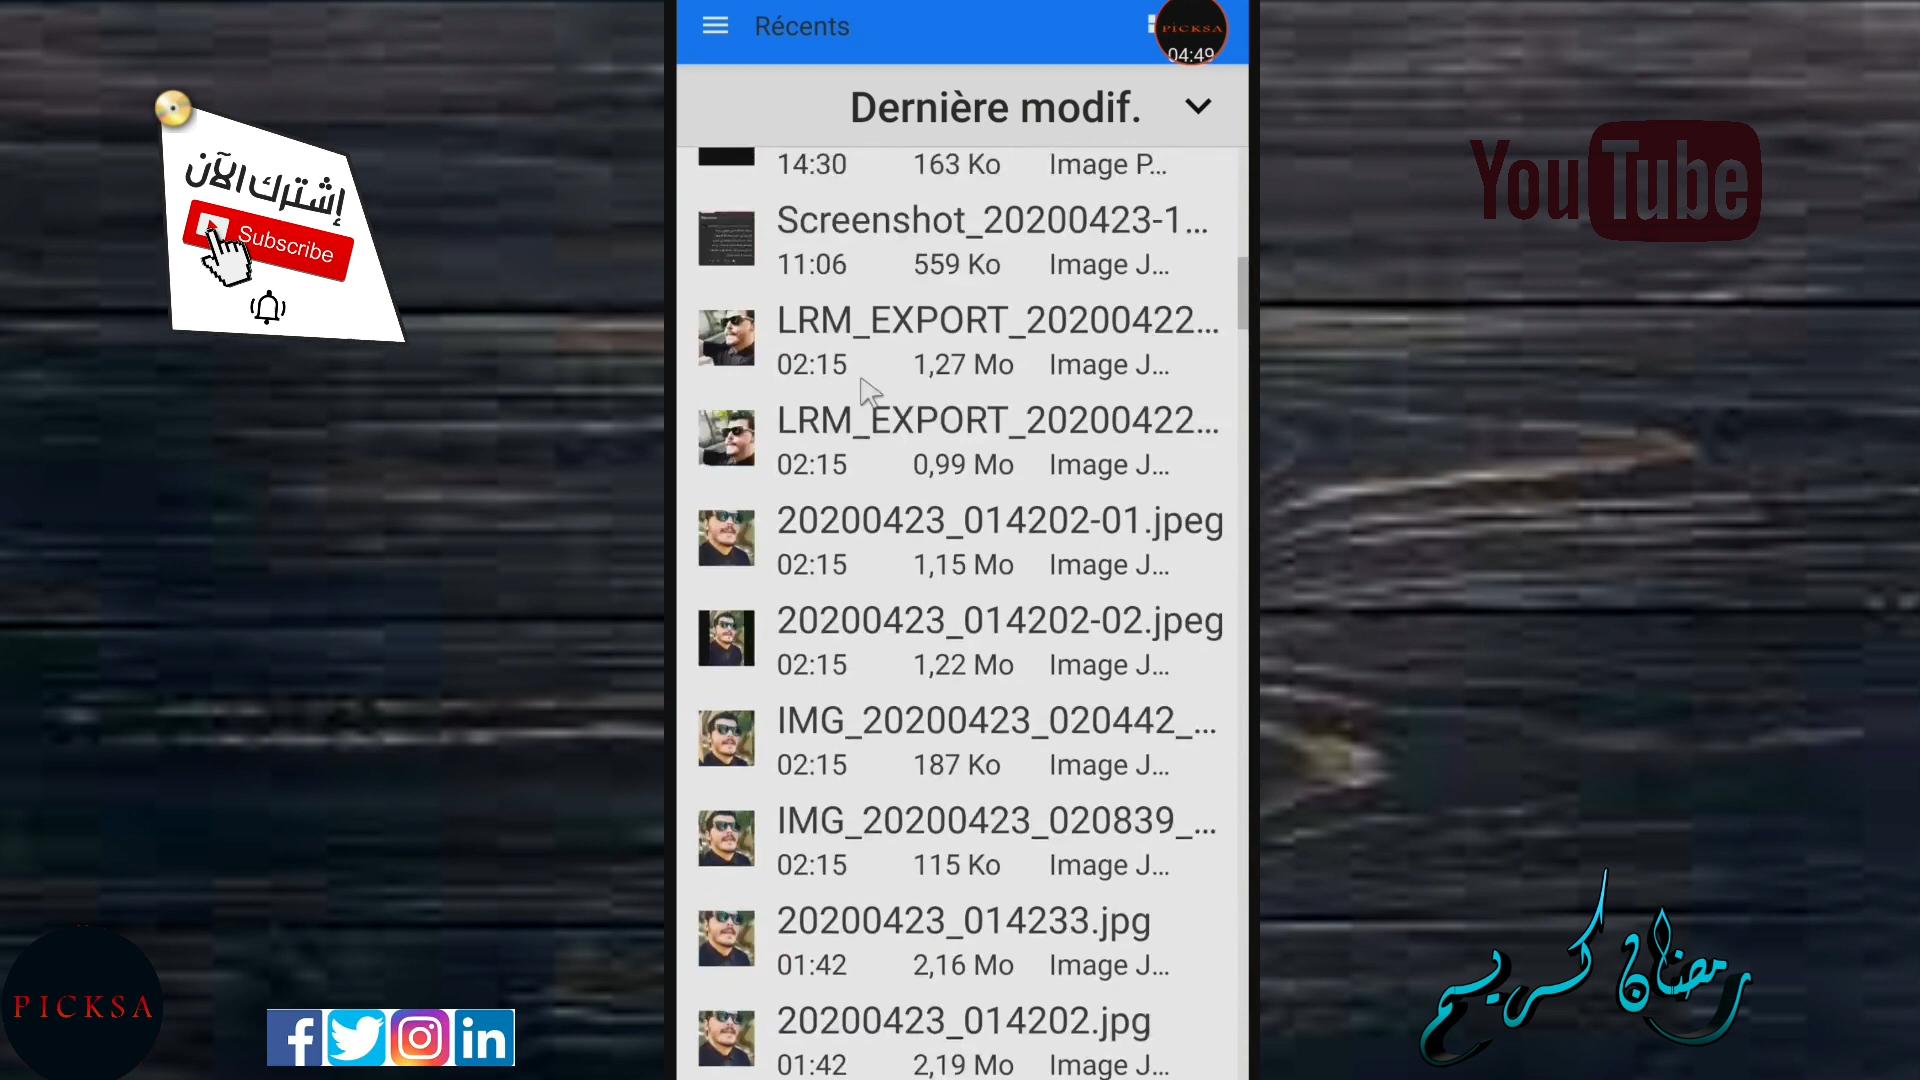 Récents
PICKSA
04:49
Dernière modif.
14:30 163 Ko Image P...
Screenshot_20200423-1...
11:06 559 Ko Image J...
LRM_EXPORT_20200422...
02:15 1,27 Mo Image J...
LRM_EXPORT_20200422...
02:15 0,99 Mo Image J...
20200423_014202-01.jpeg
02:15 1,15 Mo Image J...
20200423_014202-02.jpeg
02:15 1,22 Mo Image J...
IMG_20200423_020442_...
02:15 187 Ko Image J...
IMG_20200423_020839_...
02:15 115 Ko Image J...
20200423_014233.jpg
01:42 2,16 Mo Image J...
20200423_014202.jpg
01:42 2,19 Mo Image J...
إشترك الآن
Subscribe
YouTube
PICKSA
f in
رمضان كريم